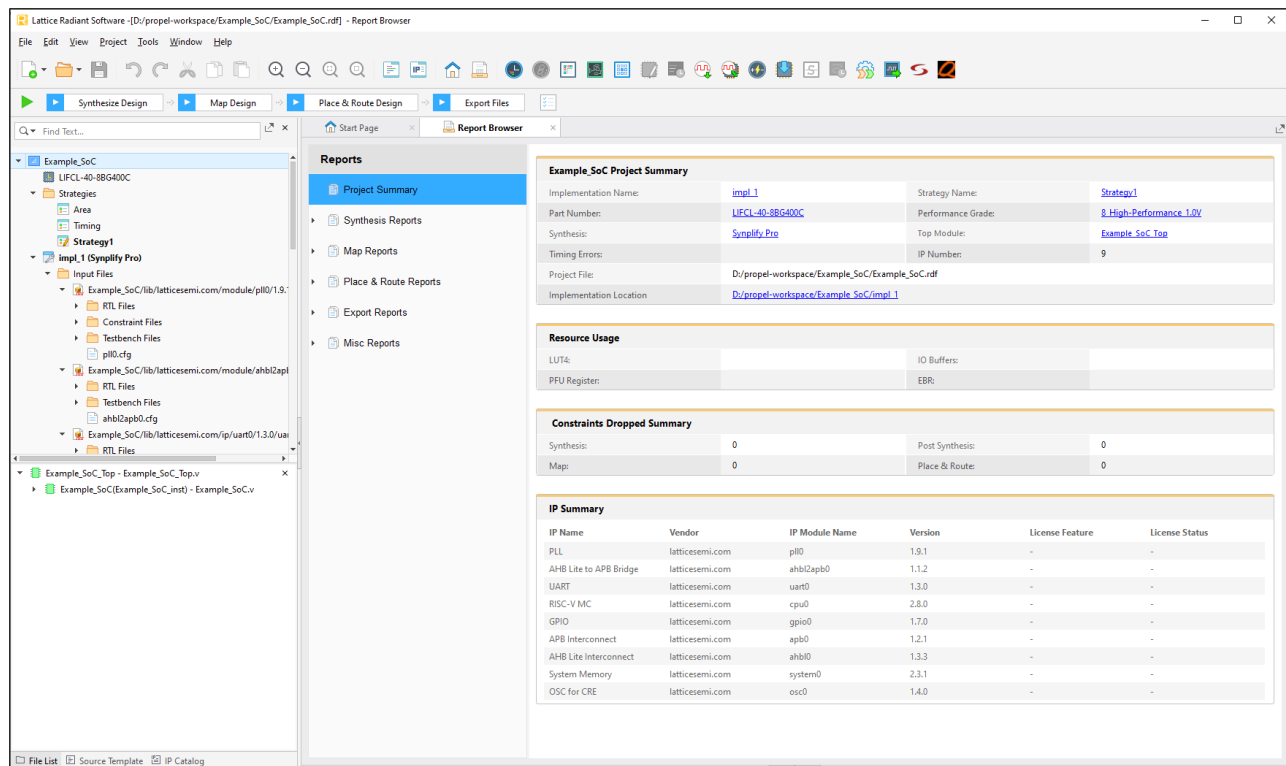 Lattice Radiant Software -[D:/propel-workspace/Example_SoC/Example_SoC.rdf] - Report Browser
File Edit View Project Tools Window Help
Synthesize Design Map Design Place & Route Design Export Files
Find Text...
Example_SoC
LIFCL-40-8BG400C
Strategies
Area
Timing
Strategy1
impl_1 (Synplify Pro)
Input Files
Example_SoC/lib/latticesemi.com/module/pll0/1.9.
RTL Files
Constraint Files
Testbench Files
pll0.cfg
Example_SoC/lib/latticesemi.com/module/ahbl2apl
RTL Files
Testbench Files
ahbl2apb0.cfg
Example_SoC/lib/latticesemi.com/ip/uart0/1.3.0/uar
RTL Files
Example_SoC_Top - Example_SoC_Top.v
Example_SoC(Example_SoC_inst) - Example_SoC.v
File List Source Template IP Catalog
Start Page Report Browser
Reports
Project Summary
Synthesis Reports
Map Reports
Place & Route Reports
Export Reports
Misc Reports
Example_SoC Project Summary
Implementation Name: impl_1 Strategy Name: Strategy1
Part Number: LIFCL-40-8BG400C Performance Grade: 8_High-Performance_1.0V
Synthesis: Synplify Pro Top Module: Example_SoC_Top
Timing Errors: IP Number: 9
Project File: D:/propel-workspace/Example_SoC/Example_SoC.rdf
Implementation Location D:/propel-workspace/Example_SoC/impl_1
Resource Usage
LUT4: IO Buffers:
PFU Register: EBR:
Constraints Dropped Summary
Synthesis: 0 Post Synthesis: 0
Map: 0 Place & Route: 0
IP Summary
IP Name Vendor IP Module Name Version License Feature License Status
PLL latticesemi.com pll0 1.9.1 - -
AHB Lite to APB Bridge latticesemi.com ahbl2apb0 1.1.2 - -
UART latticesemi.com uart0 1.3.0 - -
RISC-V MC latticesemi.com cpu0 2.8.0 - -
GPIO latticesemi.com gpio0 1.7.0 - -
APB Interconnect latticesemi.com apb0 1.2.1 - -
AHB Lite Interconnect latticesemi.com ahbl0 1.3.3 - -
System Memory latticesemi.com system0 2.3.1 - -
OSC for CRE latticesemi.com osc0 1.4.0 - -